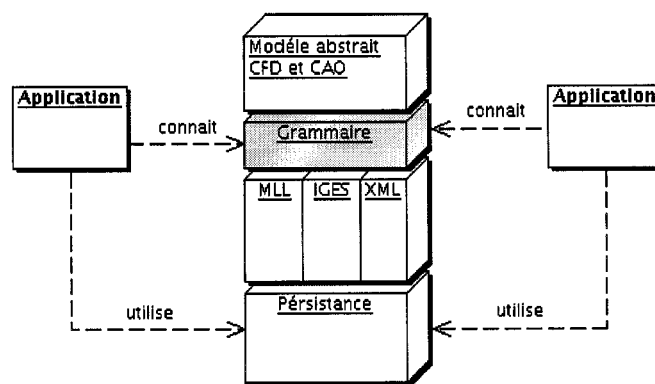 Modéle abstrait
CFD et CAO
Application
Application
connait
connait
Grammaire
MLL
IGES
XML
utilise
Pérsistance
utilise